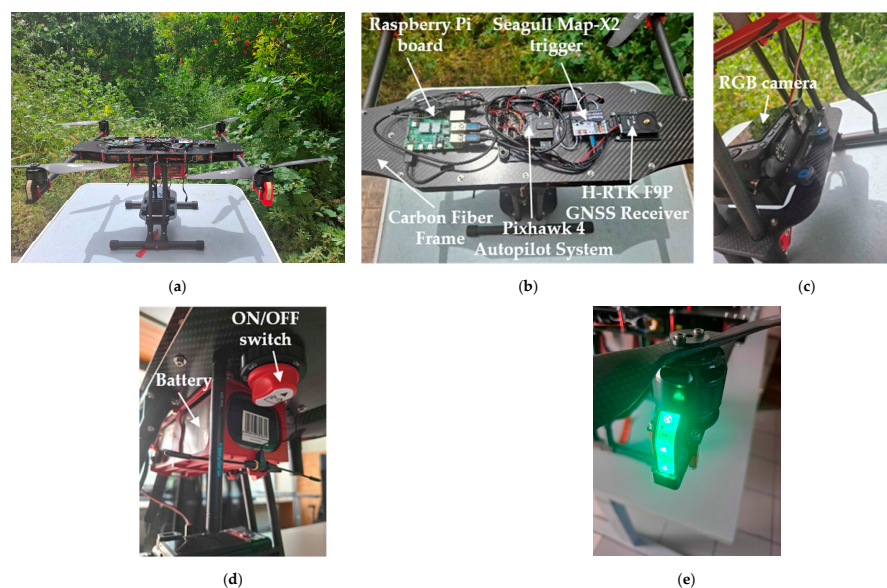 Raspberry Pi
board
Seagull Map-X2
trigger
RGB camera
H-RTK F9P
GNSS Receiver
Carbon Fiber
Frame
Pixhawk 4
Autopilot System
(a)
(b)
(c)
ON/OFF
switch
Battery
(d)
(e)